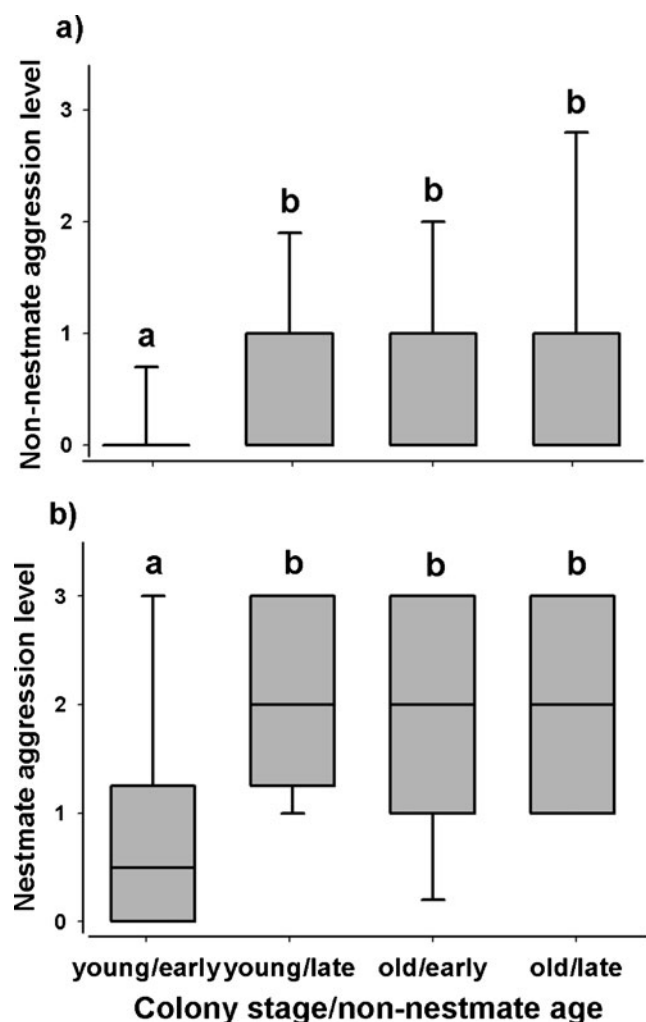 a)
Non-nestmate aggression level
3
2
1
0
a
b
b
b
b)
Nestmate aggression level
3
2
1
0
a
b
b
b
young/early young/late old/early old/late
Colony stage/non-nestmate age